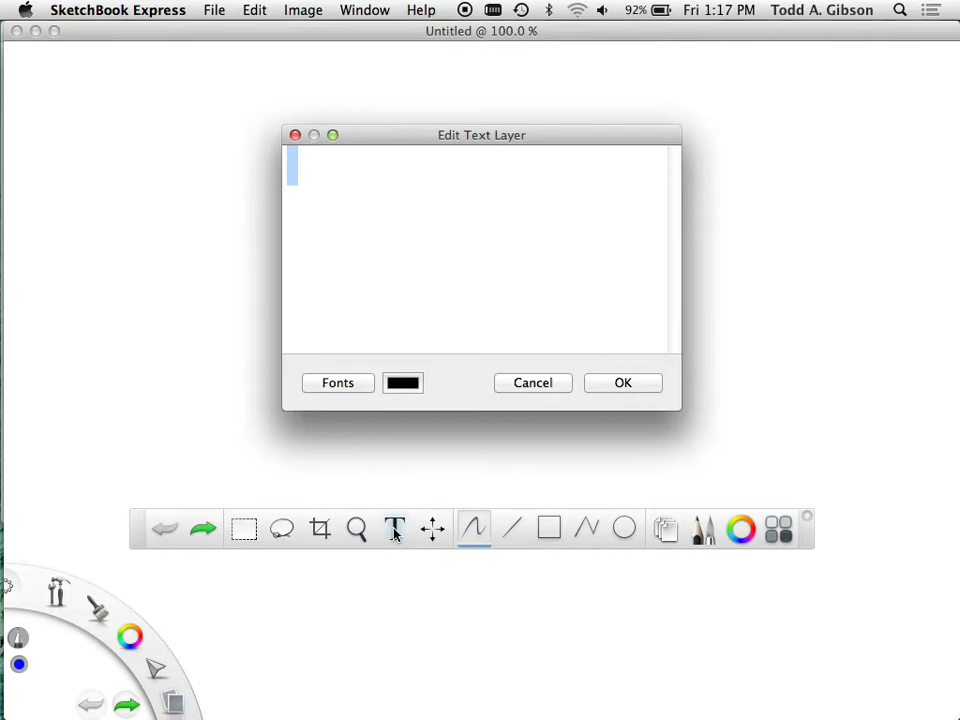 SketchBook Express File Edit Image Window Help 92% Fri 1:17 PM Todd A. Gibson
Untitled @ 100.0 %
Edit Text Layer
Fonts Cancel OK
T